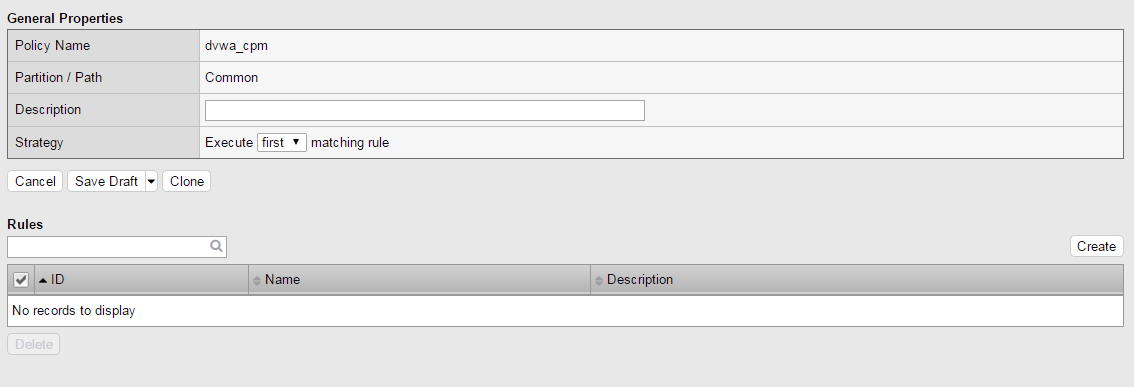 General Properties
Policy Name dvwa_cpm
Partition / Path Common
Description
Strategy Execute first matching rule
Cancel Save Draft Clone
Rules
Create
ID Name Description
No records to display
Delete